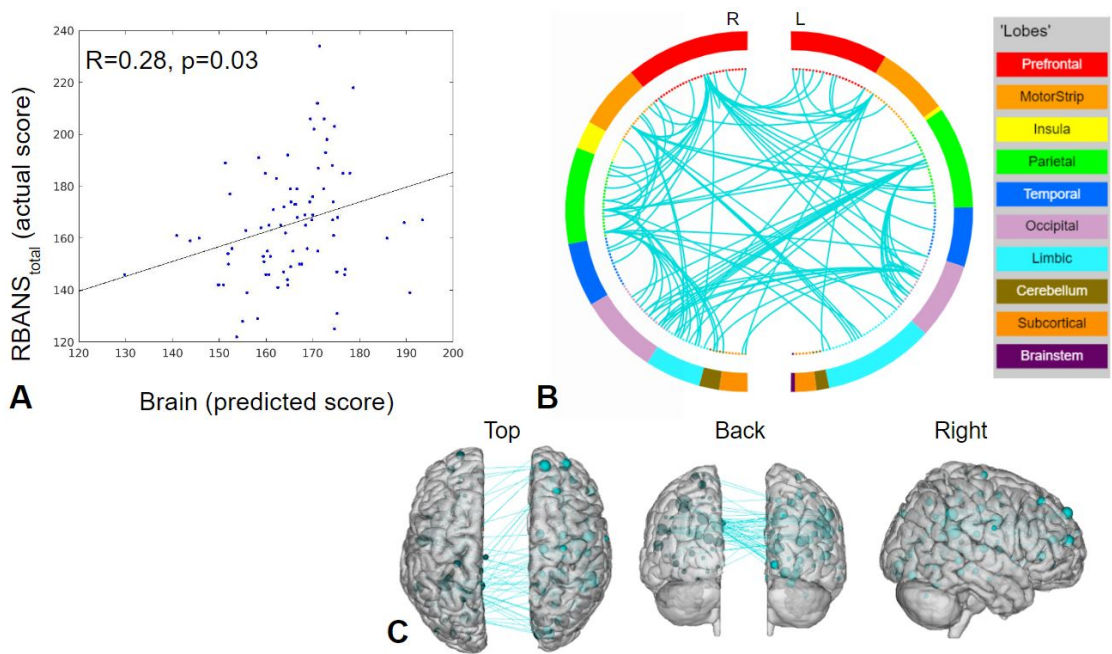 R=0.28, p=0.03
RBANS total (actual score)
240
220
200
180
160
140
120
120 130 140 150 160 170 180 190 200
Brain (predicted score)
A
R L
B
'Lobes'
Prefrontal
MotorStrip
Insula
Parietal
Temporal
Occipital
Limbic
Cerebellum
Subcortical
Brainstem
Top Back Right
C